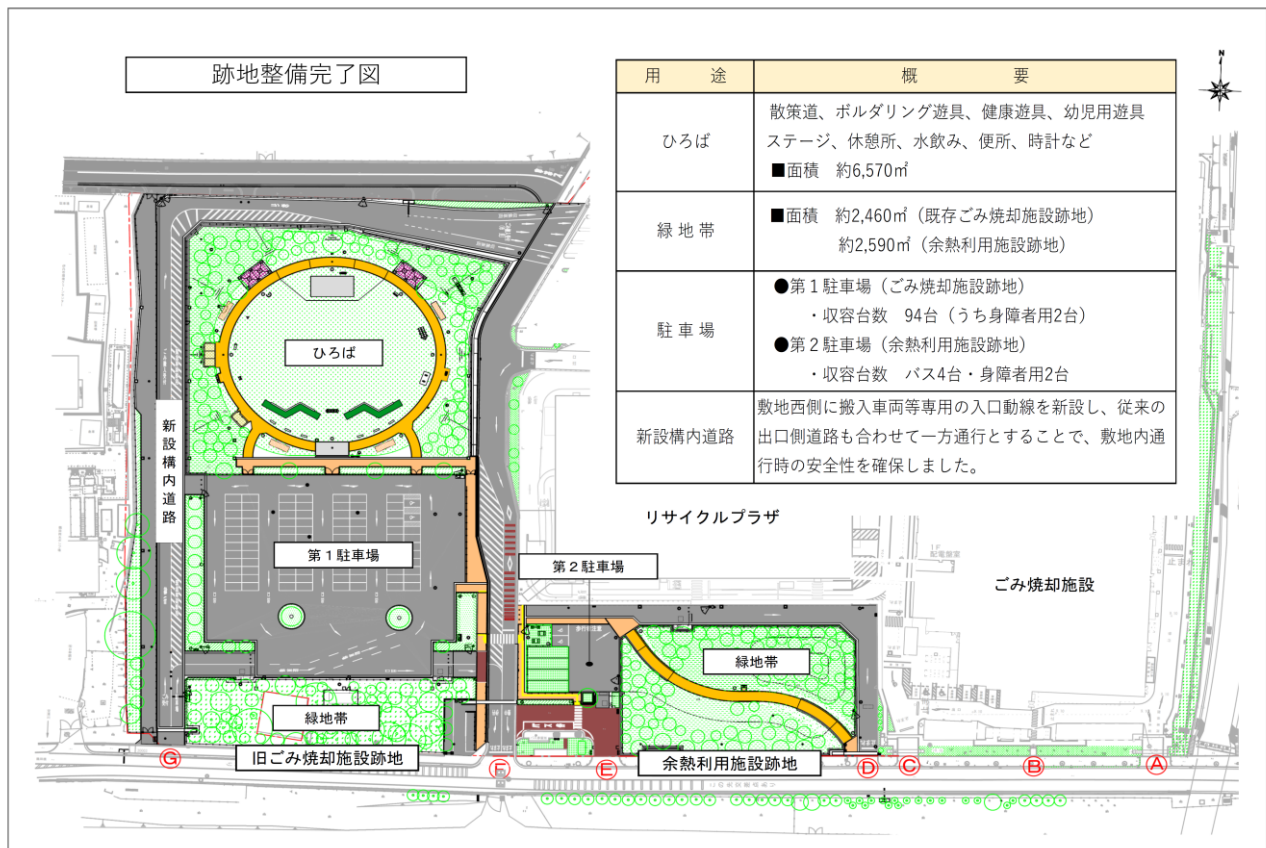 跡地整備完了図
N
用 途
概 要
ひろば
散策道、ボルダリング遊具、健康遊具、幼児用遊具
ステージ、休憩所、水飲み、便所、時計など
■面積 約6,570㎡
緑 地 帯
■面積 約2,460㎡（既存ごみ焼却施設跡地）
約2,590㎡（余熱利用施設跡地）
駐 車 場
●第１駐車場（ごみ焼却施設跡地）
・収容台数 94台（うち身障者用2台）
●第２駐車場（余熱利用施設跡地）
・収容台数 バス4台・身障者用2台
新設構内道路
敷地西側に搬入車両等専用の入口動線を新設し、従来の
出口側道路も合わせて一方通行とすることで、敷地内通
行時の安全性を確保しました。
ひろば
新設構内道路
リサイクルプラザ
第１駐車場
第２駐車場
１Ｆ
配電盤室
止まれ
ごみ焼却施設
緑地帯
緑地帯
旧ごみ焼却施設跡地
余熱利用施設跡地
Ⓖ
Ⓕ
Ⓔ
Ⓓ
Ⓒ
Ⓑ
Ⓐ